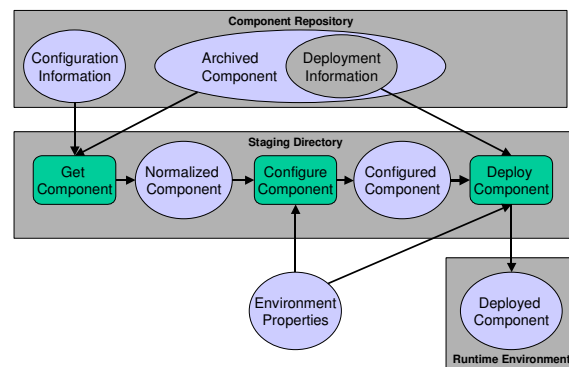 Component Repository
Configuration
Information
Archived
Component
Deployment
Information
Staging Directory
Get
Component
Normalized
Component
Configure
Component
Configured
Component
Deploy
Component
Environment
Properties
Deployed
Component
Runtime Environment